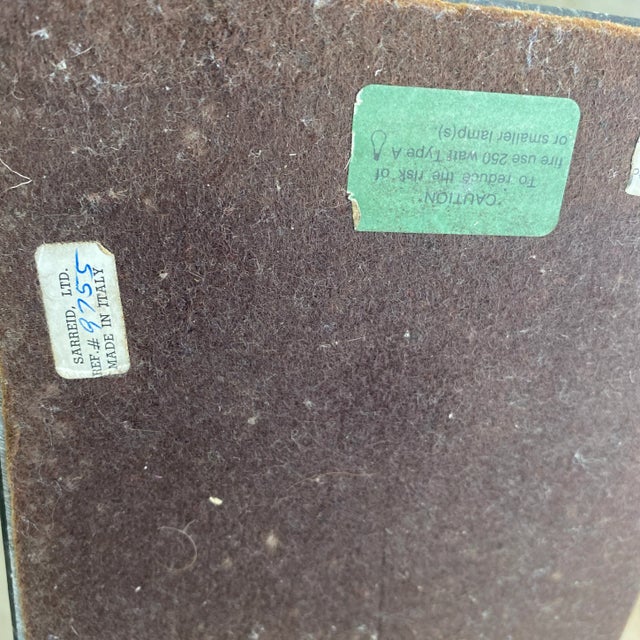 SARREID, LTD.
REF.# 9755
MADE IN ITALY
"CAUTION"
To reduce the risk of
fire use 250 watt Type A
or smaller lamp(s).